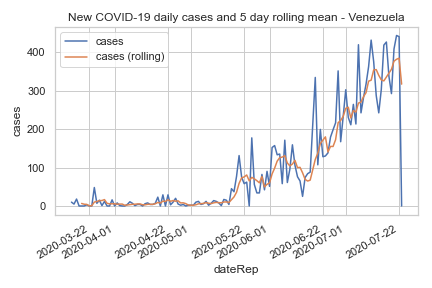 New COVID-19 daily cases and 5 day rolling mean - Venezuela
cases
cases (rolling)
400
300
200
100
0
cases
2020-03-22
2020-04-01
2020-04-22
2020-05-01
2020-05-22
2020-06-01
2020-06-22
2020-07-01
2020-07-22
dateRep